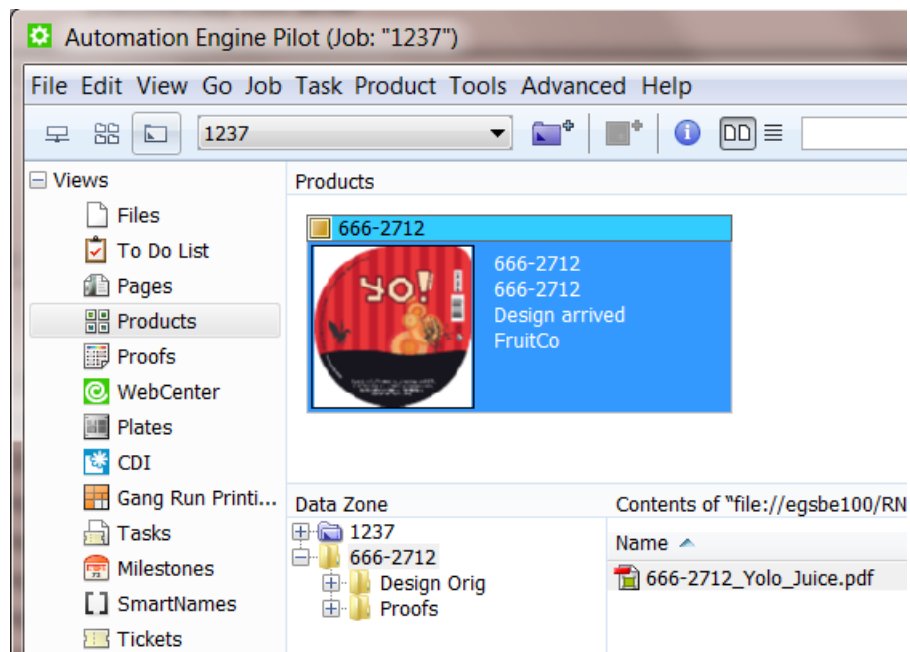 Automation Engine Pilot (Job: "1237")
File Edit View Go Job Task Product Tools Advanced Help
1237
Views
Files
To Do List
Pages
Products
Proofs
WebCenter
Plates
CDI
Gang Run Printi...
Tasks
Milestones
SmartNames
Tickets
Products
666-2712
YO!
666-2712
666-2712
Design arrived
FruitCo
Data Zone
1237
666-2712
Design Orig
Proofs
Contents of "file://egsbe100/RN
Name
666-2712_Yolo_Juice.pdf